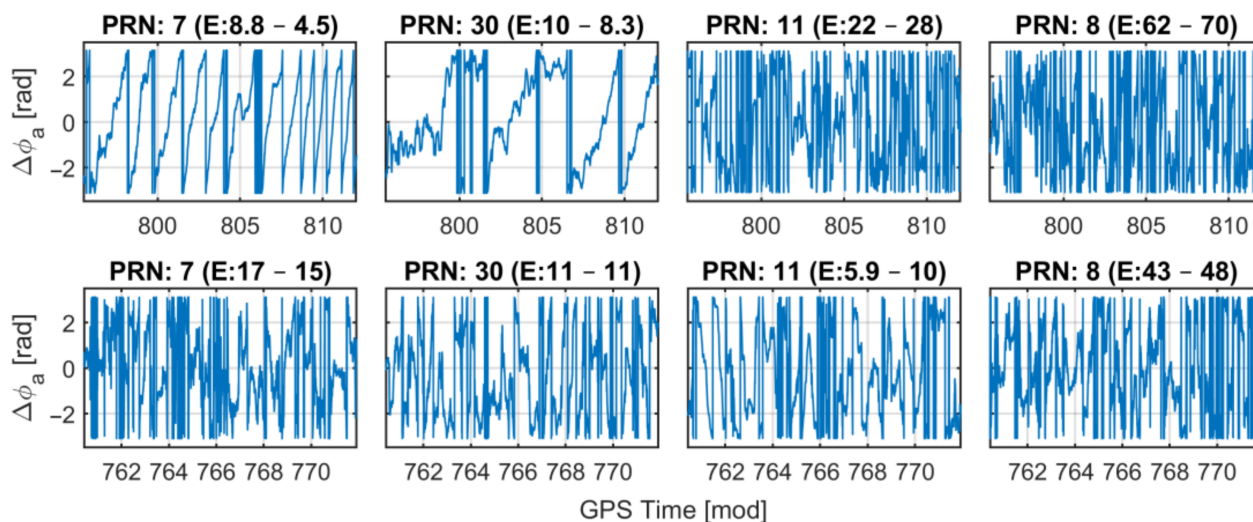 PRN: 7 (E:8.8 – 4.5) PRN: 30 (E:10 – 8.3) PRN: 11 (E:22 – 28) PRN: 8 (E:62 – 70)
Δϕa [rad]
2
0
−2
800 805 810 800 805 810 800 805 810 800 805 810
PRN: 7 (E:17 – 15) PRN: 30 (E:11 – 11) PRN: 11 (E:5.9 – 10) PRN: 8 (E:43 – 48)
Δϕa [rad]
2
0
−2
762 764 766 768 770 762 764 766 768 770 762 764 766 768 770 762 764 766 768 770
GPS Time [mod]